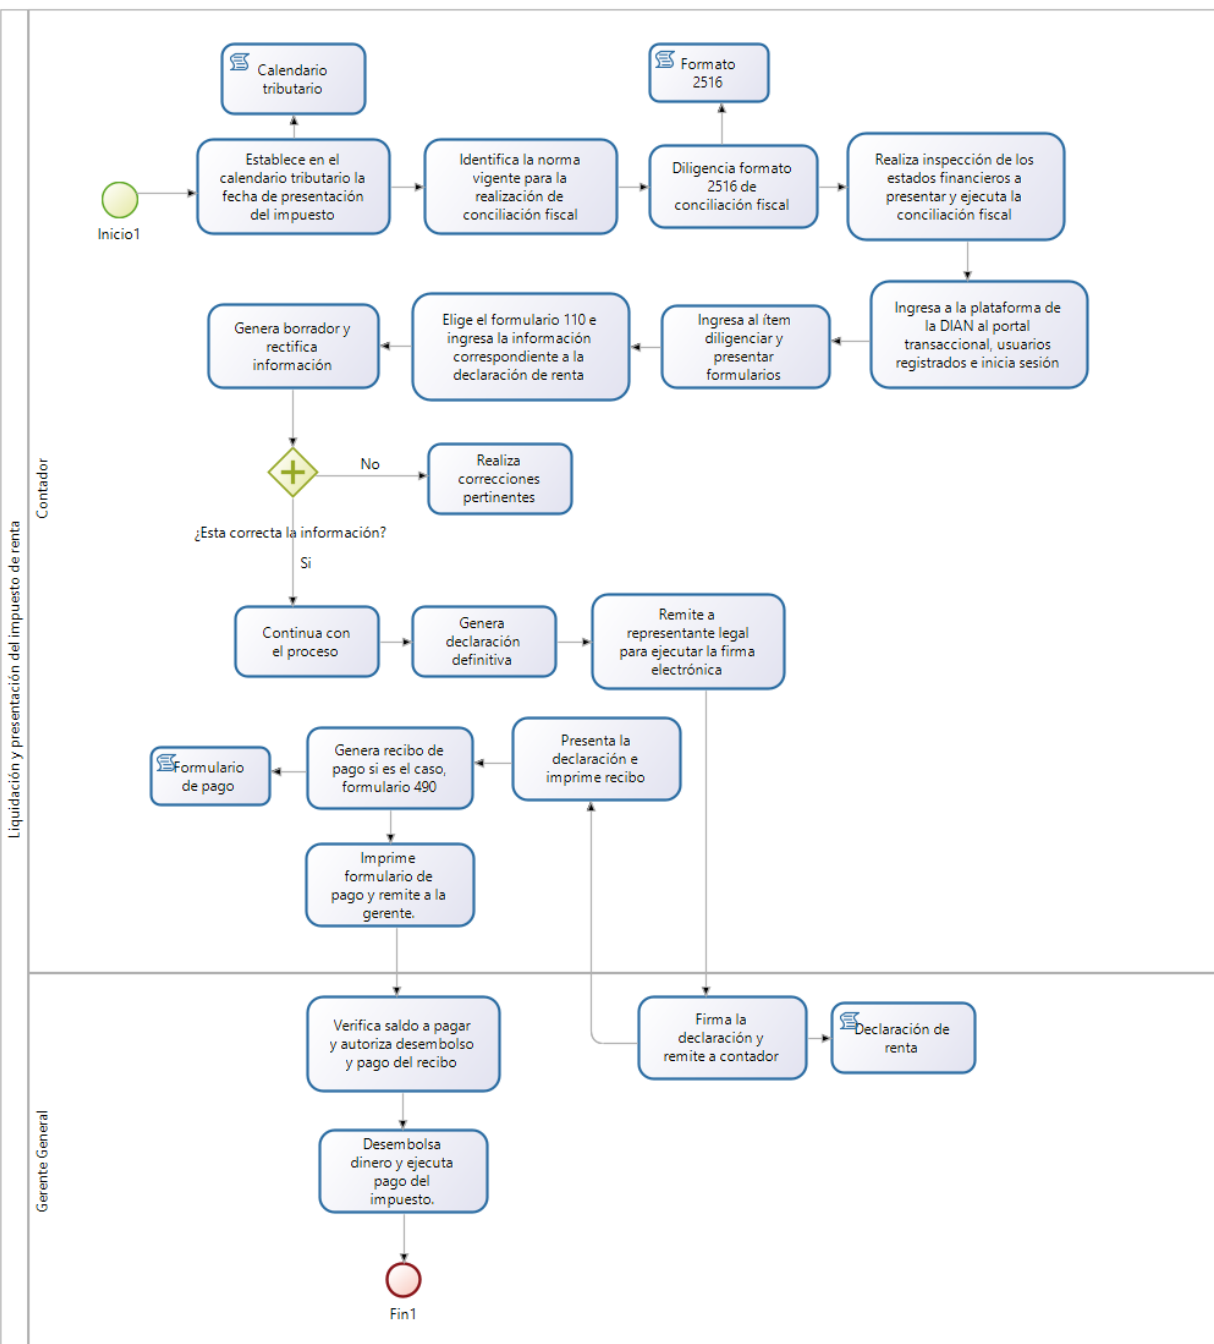 Liquidación y presentación del impuesto de renta
Contador
Calendario
tributario
Formato
2516
Inicio1
Establece en el
calendario tributario la
fecha de presentación
del impuesto
Identifica la norma
vigente para la
realización de
conciliación fiscal
Diligencia formato
2516 de
conciliación fiscal
Realiza inspección de los
estados financieros a
presentar y ejecuta la
conciliación fiscal
Ingresa a la plataforma de
la DIAN al portal
transaccional, usuarios
registrados e inicia sesión
Ingresa al ítem
diligenciar y
presentar
formularios
Elige el formulario 110 e
ingresa la información
correspondiente a la
declaración de renta
Genera borrador y
rectifica
información
No
Realiza
correcciones
pertinentes
¿Esta correcta la información?
Si
Continua con
el proceso
Genera
declaración
definitiva
Remite a
representante legal
para ejecutar la firma
electrónica
Presenta la
declaración e
imprime recibo
Genera recibo de
pago si es el caso,
formulario 490
Formulario
de pago
Imprime
formulario de
pago y remite a la
gerente.
Gerente General
Verifica saldo a pagar
y autoriza desembolso
y pago del recibo
Firma la
declaración y
remite a contador
Declaración de
renta
Desembolsa
dinero y ejecuta
pago del
impuesto.
Fin1